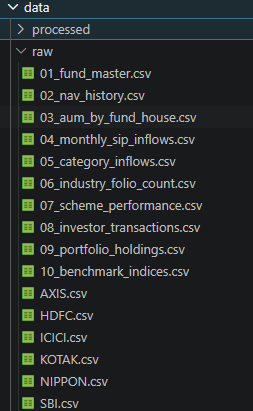 data
processed
raw
01_fund_master.csv
02_nav_history.csv
03_aum_by_fund_house.csv
04_monthly_sip_inflows.csv
05_category_inflows.csv
06_industry_folio_count.csv
07_scheme_performance.csv
08_investor_transactions.csv
09_portfolio_holdings.csv
10_benchmark_indices.csv
AXIS.csv
HDFC.csv
ICICI.csv
KOTAK.csv
NIPPON.csv
SBI.csv